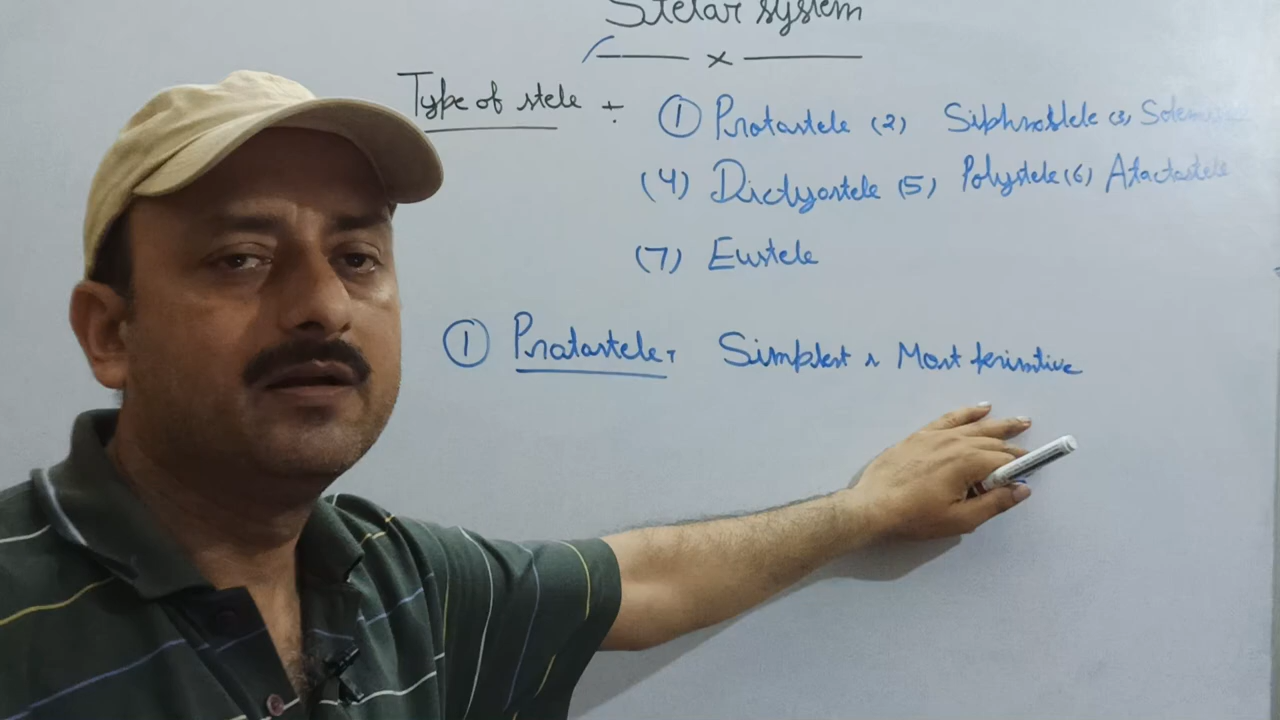 Stelar system
x
Type of stele ÷ ① Protostele (2) Siphnostele (3)
(4) Dictyostele (5) Polystele (6) Atactostele
(7) Eustele
① Protostele - Simplest & Most primitive